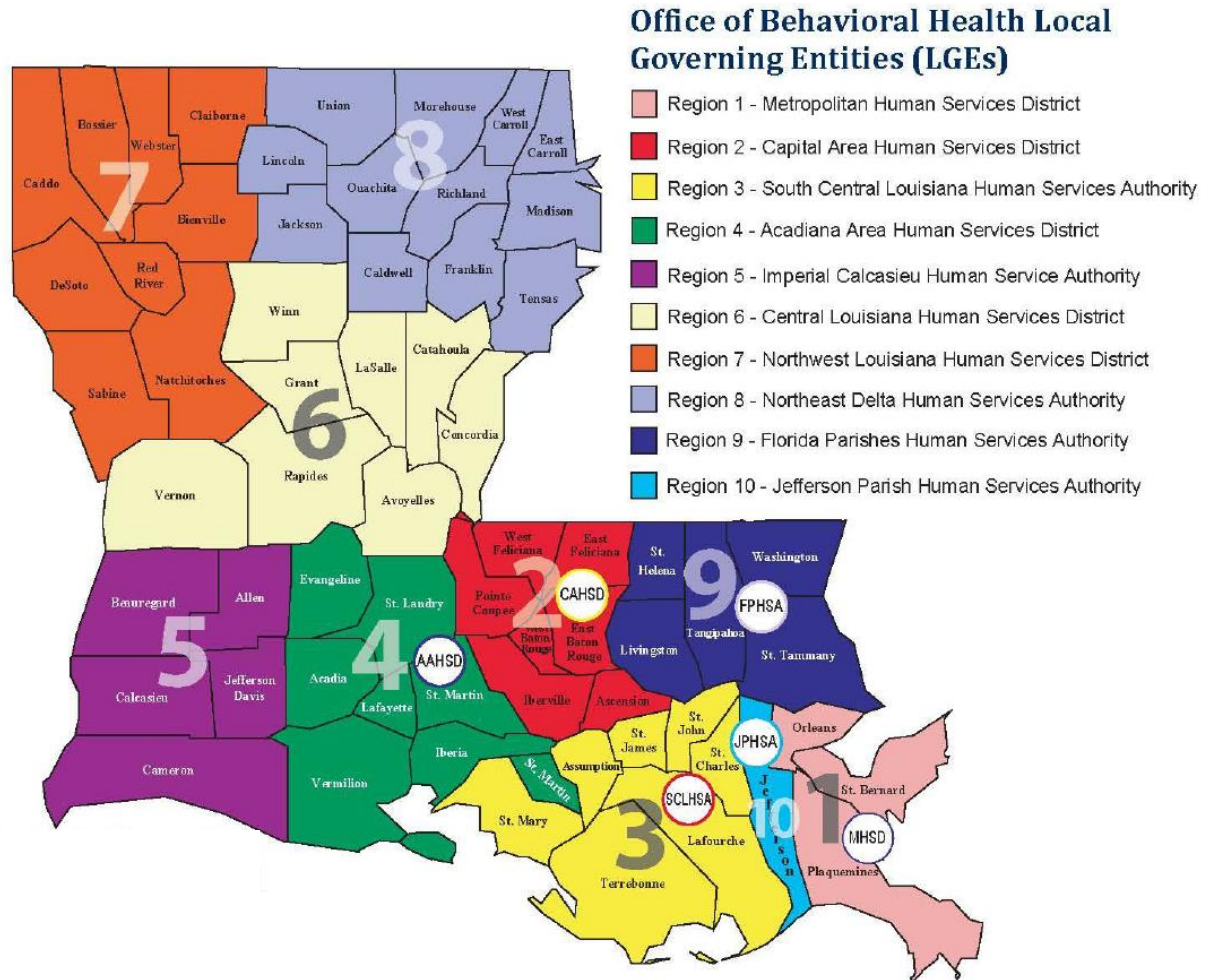 Office of Behavioral Health Local
Governing Entities (LGEs)
Region 1 - Metropolitan Human Services District
Region 2 - Capital Area Human Services District
Region 3 - South Central Louisiana Human Services Authority
Region 4 - Acadiana Area Human Services District
Region 5 - Imperial Calcasieu Human Service Authority
Region 6 - Central Louisiana Human Services District
Region 7 - Northwest Louisiana Human Services District
Region 8 - Northeast Delta Human Services Authority
Region 9 - Florida Parishes Human Services Authority
Region 10 - Jefferson Parish Human Services Authority
Caddo
Bossier
Webster
Claiborne
7
Bienville
DeSoto
Red
River
Sabine
Natchitoches
Union
Morehouse
West
Carroll
East
Carroll
8
Lincoln
Ouachita
Richland
Madison
Jackson
Caldwell
Franklin
Tensas
Winn
Grant
LaSalle
Catahoula
6
Concordia
Rapides
Vernon
Avoyelles
Beauregard
Allen
5
Calcasieu
Jefferson
Davis
Cameron
Evangeline
St. Landry
4
AAHSD
Acadia
Lafayette
St. Martin
Iberia
St. Martin
Vermilion
West
Feliciana
East
Feliciana
2
CAHSD
Pointe
Coupee
West
Baton
Rouge
East
Baton
Rouge
Iberville
Ascension
St.
Helena
Washington
9
FPHSA
Livingston
Tangipahoa
St. Tammany
St.
James
St.
John
St.
Charles
Assumption
SCLHSA
St. Mary
3
Lafourche
Terrebonne
JPHSA
Jefferson
10
Orleans
St. Bernard
1
MHSD
Plaquemines